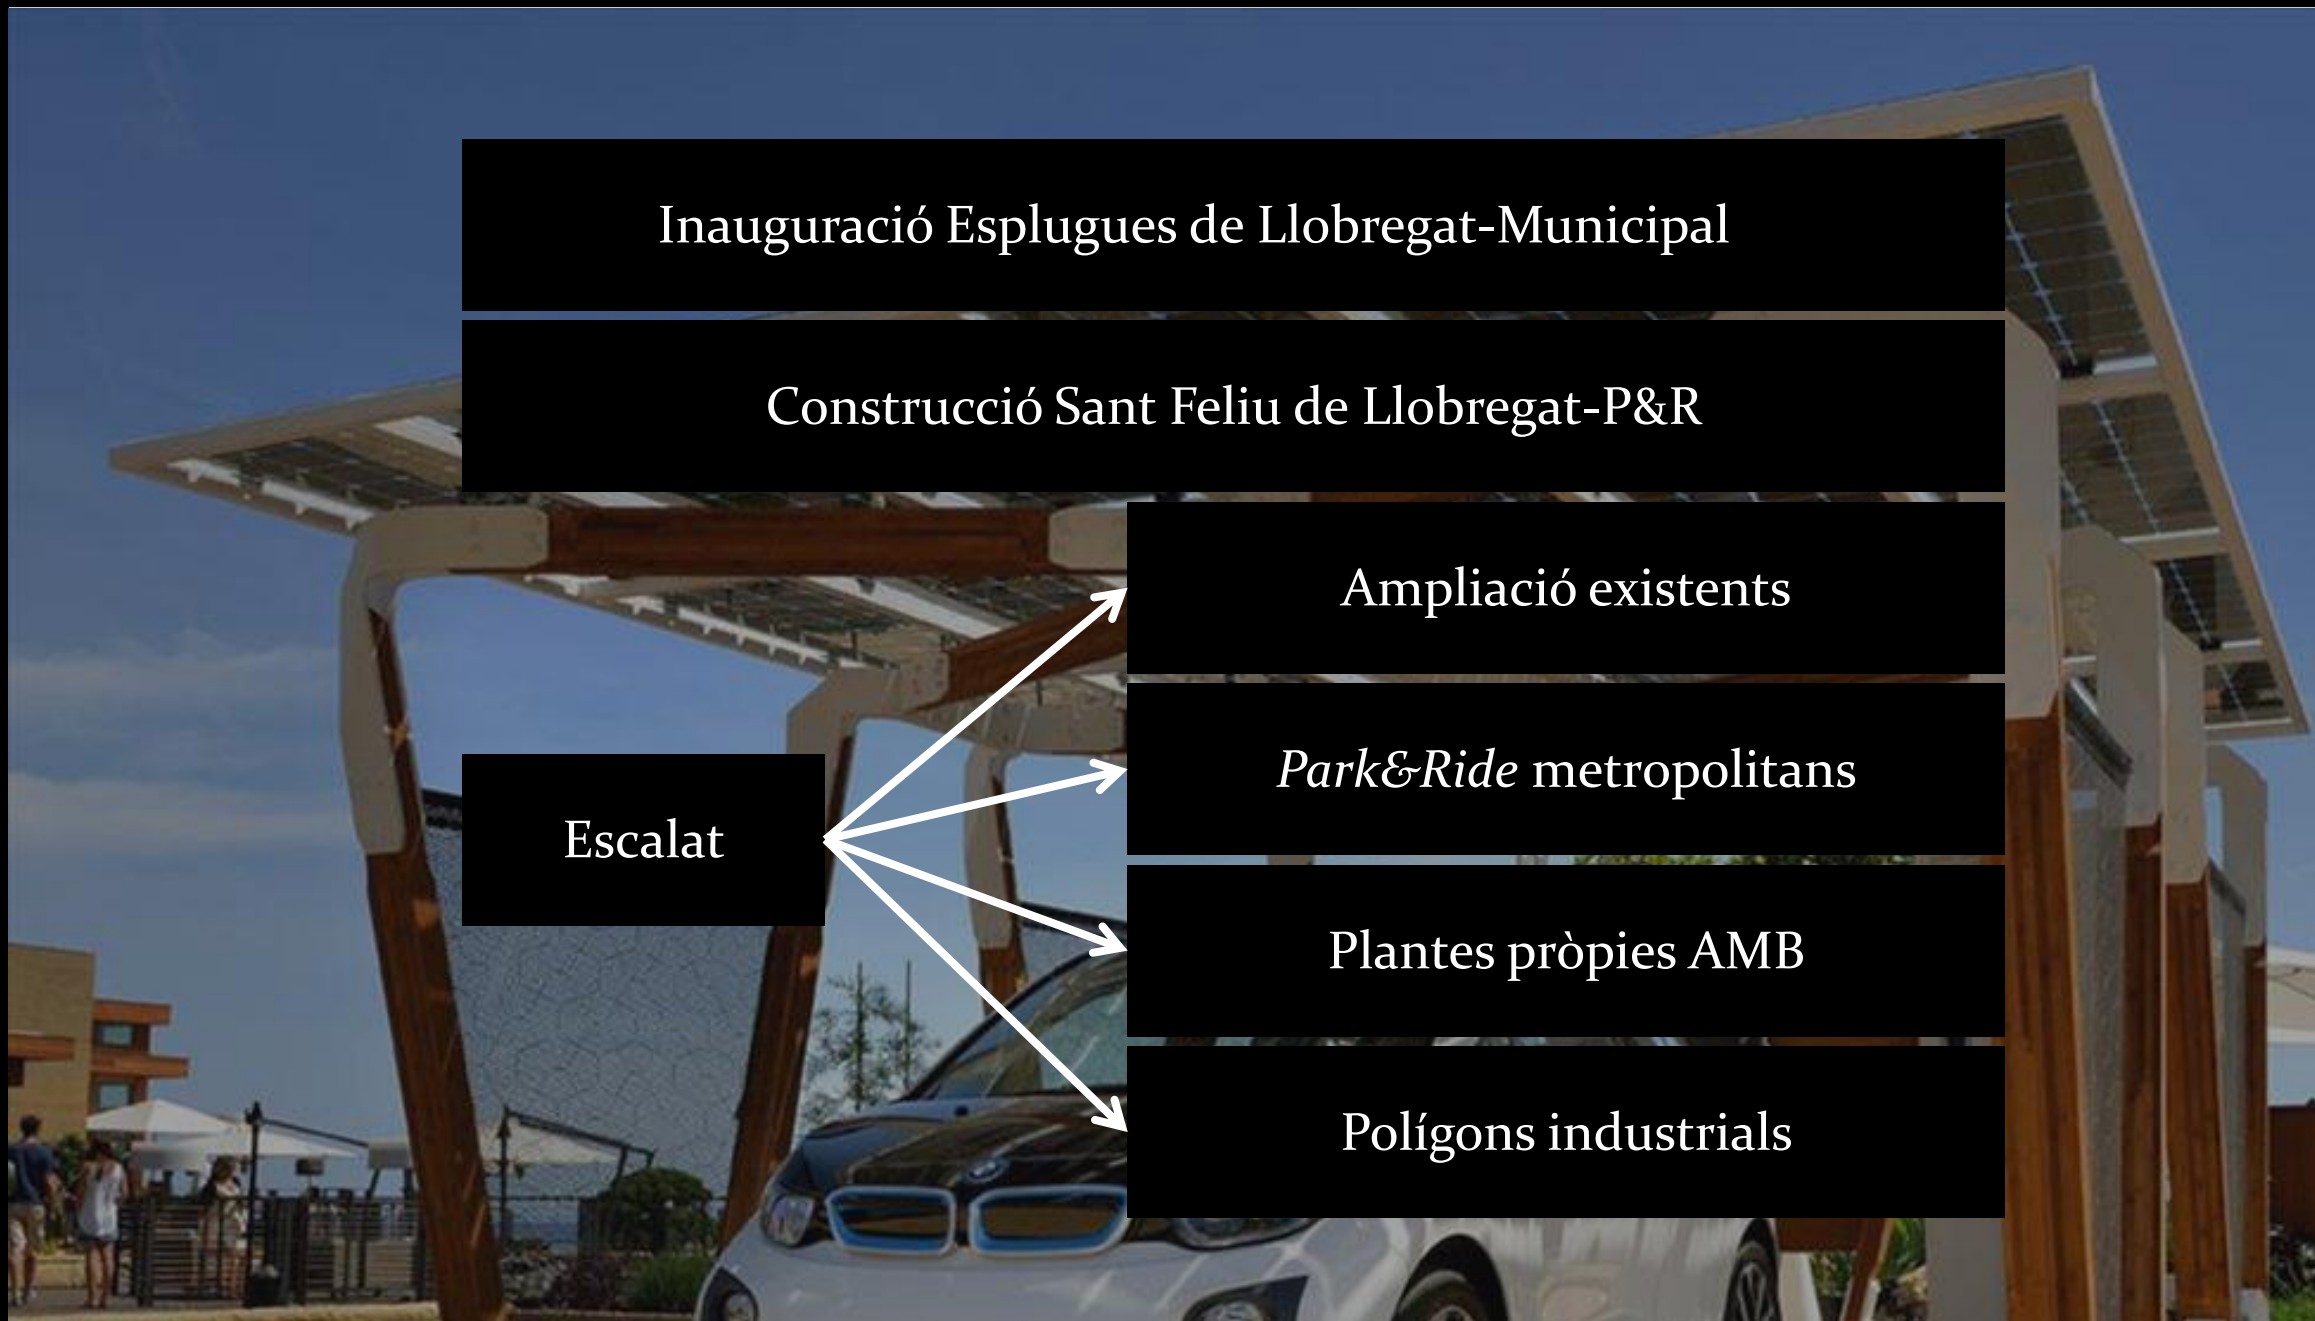 Inauguració Esplugues de Llobregat-Municipal
Construcció Sant Feliu de Llobregat-P&R
Escalat
Ampliació existents
Park&Ride metropolitans
Plantes pròpies AMB
Polígons industrials